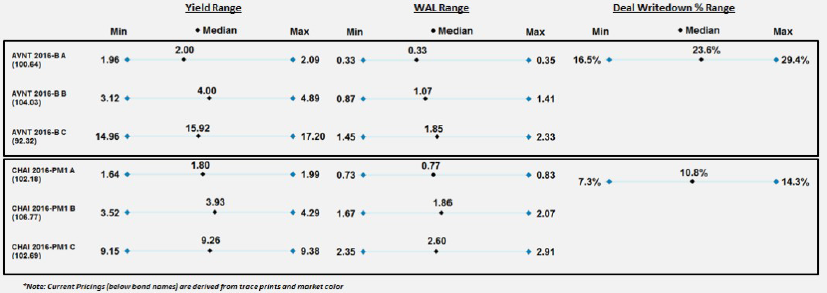 Yield Range WAL Range Deal Writedown % Range
Min Median Max Min Median Max Min Median Max
AVNT 2016-B A
(100.64)
1.96 2.00 2.09 0.33 0.33 0.35 16.5% 23.6% 29.4%
AVNT 2016-B B
(104.03)
3.12 4.00 4.89 0.87 1.07 1.41
AVNT 2016-B C
(92.32)
14.96 15.92 17.20 1.45 1.85 2.33
CHAI 2016-PM1 A
(102.18)
1.64 1.80 1.99 0.73 0.77 0.83 7.3% 10.8% 14.3%
CHAI 2016-PM1 B
(106.77)
3.52 3.93 4.29 1.67 1.86 2.07
CHAI 2016-PM1 C
(102.69)
9.15 9.26 9.38 2.35 2.60 2.91
*Note: Current Pricings (below bond names) are derived from trace prints and market color